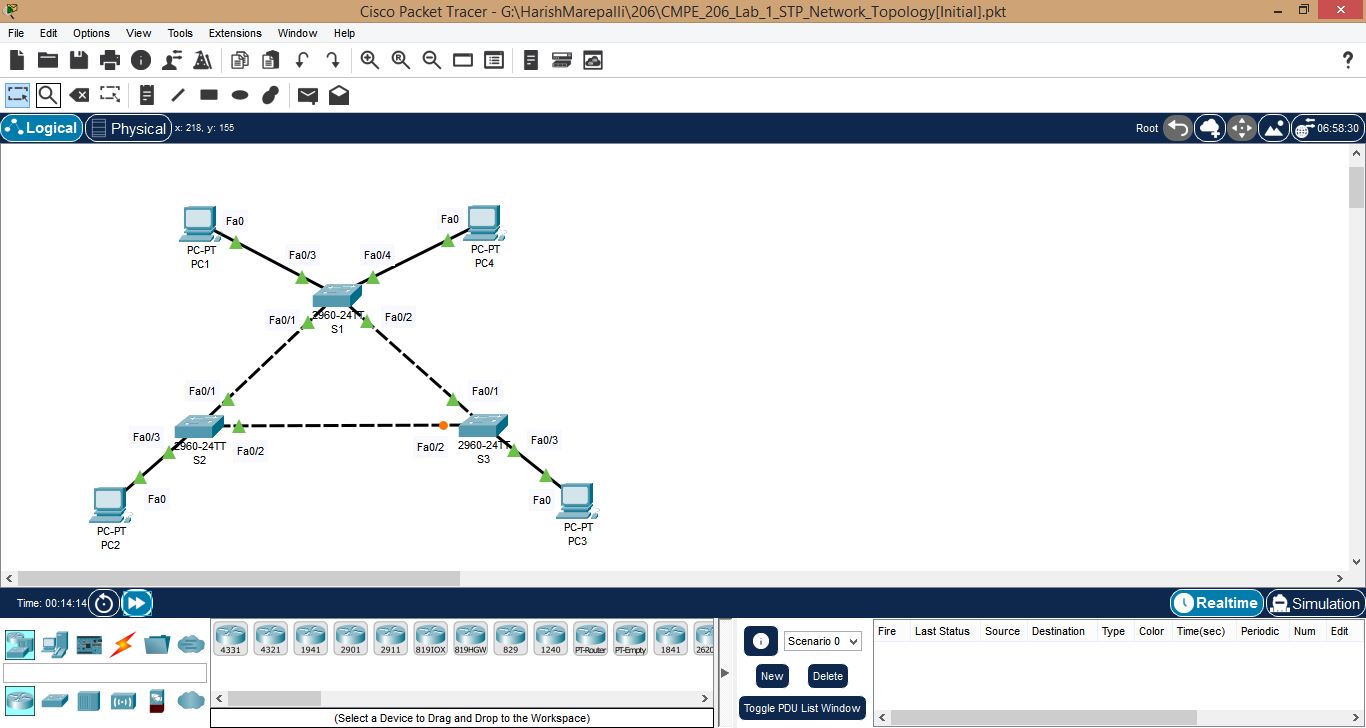 Cisco Packet Tracer - G:\HarishMarepalli\206\CMPE_206_Lab_1_STP_Network_Topology[Initial].pkt
File Edit Options View Tools Extensions Window Help
Logical Physical x: 218, y: 155 Root 06:58:30
Fa0 Fa0
PC-PT PC-PT
PC1 PC4
Fa0/3 Fa0/4
2960-24TT
S1
Fa0/1 Fa0/2
Fa0/1 Fa0/1
Fa0/3 2960-24TT Fa0/2 Fa0/2 2960-24TT Fa0/3
S2 S3
Fa0 Fa0
PC-PT PC-PT
PC2 PC3
Time: 00:14:14 Realtime Simulation
4331 4321 1941 2901 2911 819IOX 819HGW 829 1240 PT-Router PT-Empty 1841 2620
Scenario 0
New Delete
Toggle PDU List Window
Fire Last Status Source Destination Type Color Time(sec) Periodic Num Edit
(Select a Device to Drag and Drop to the Workspace)